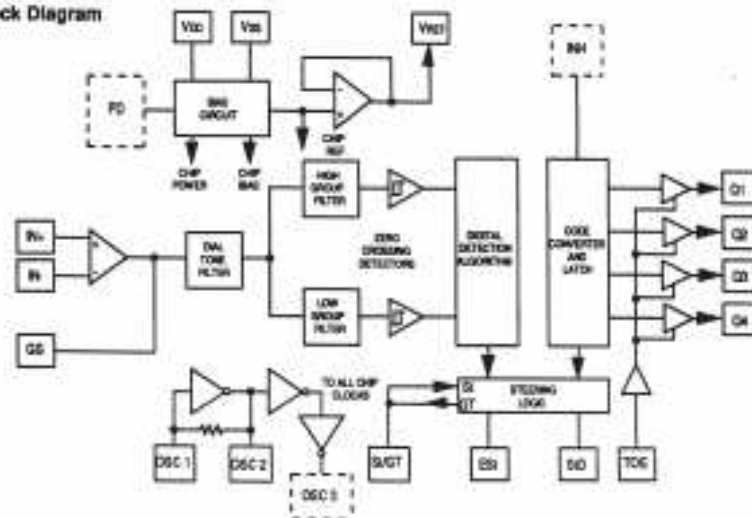 ck Diagram
VDD
VSS
VREF
INH
PD
BIAS
CIRCUIT
CHIP
POWER
CHIP
BIAS
CHIP
REF
HIGH
GROUP
FILTER
IN+
IN-
DIAL
TONE
FILTER
ZERO
CROSSING
DETECTORS
DIGITAL
DETECTION
ALGORITHM
CODE
CONVERTER
AND
LATCH
Q1
Q2
Q3
Q4
LOW
GROUP
FILTER
GS
TO ALL CHIP
CLOCKS
St
GT
STEERING
LOGIC
OSC 1
OSC 2
OSC 3
St/GT
ESt
StD
TOE